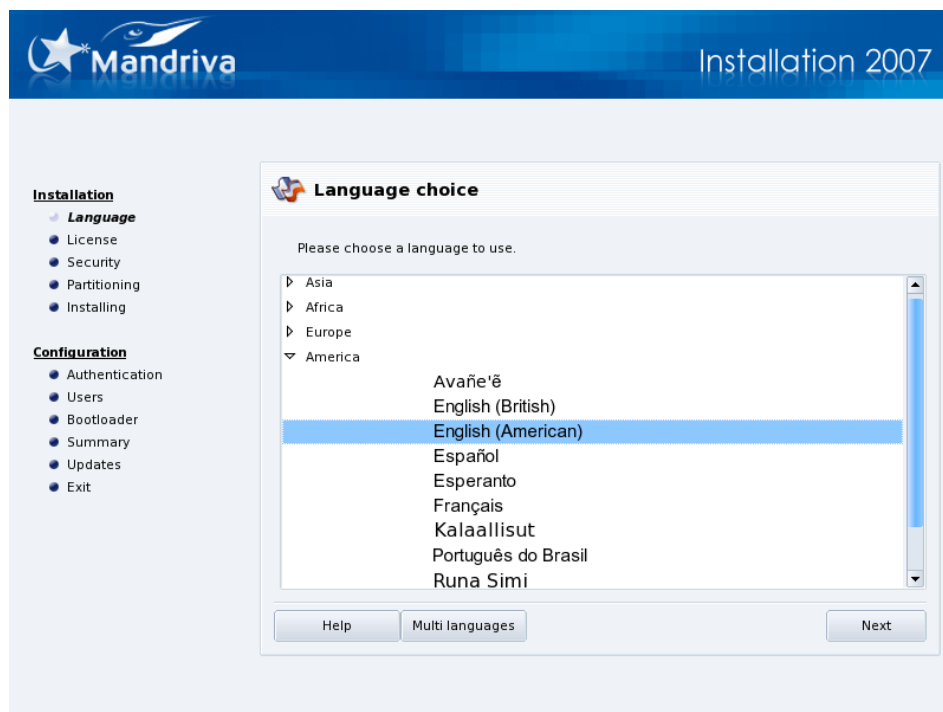 Mandriva
Installation 2007
Installation
Language
License
Security
Partitioning
Installing
Configuration
Authentication
Users
Bootloader
Summary
Updates
Exit
Language choice
Please choose a language to use.
Asia
Africa
Europe
America
Avañe'ẽ
English (British)
English (American)
Español
Esperanto
Français
Kalaallisut
Português do Brasil
Runa Simi
Help
Multi languages
Next